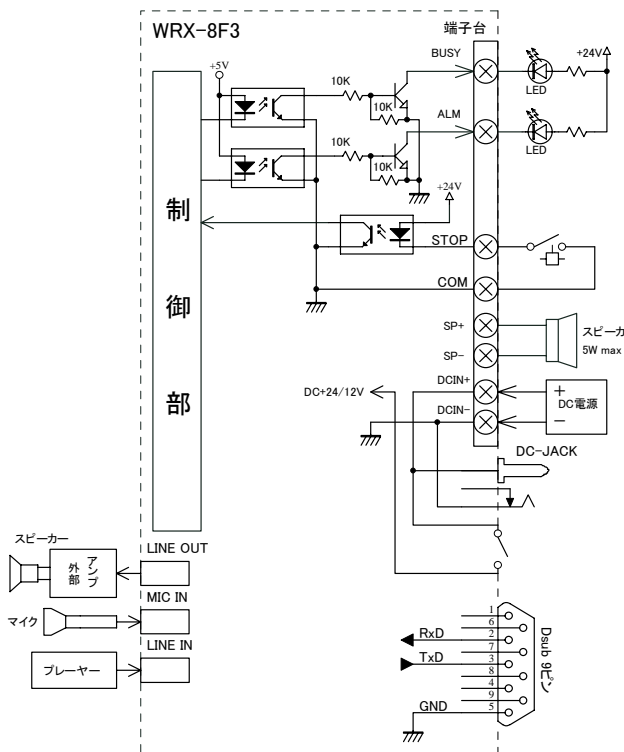 WRX-8F3
端子台
BUSY
+24V
+5V
10K
10K
LED
ALM
10K
10K
LED
+24V
制御部
STOP
COM
SP+
スピーカ
5W max
SP-
DCIN+
DC+24/12V
+
DC電源
-
DCIN-
DC-JACK
スピーカー
外部アンプ
LINE OUT
マイク
MIC IN
プレーヤー
LINE IN
1
6
RxD
2
7
TxD
3
8
4
9
GND
5
Dsub 9ピン